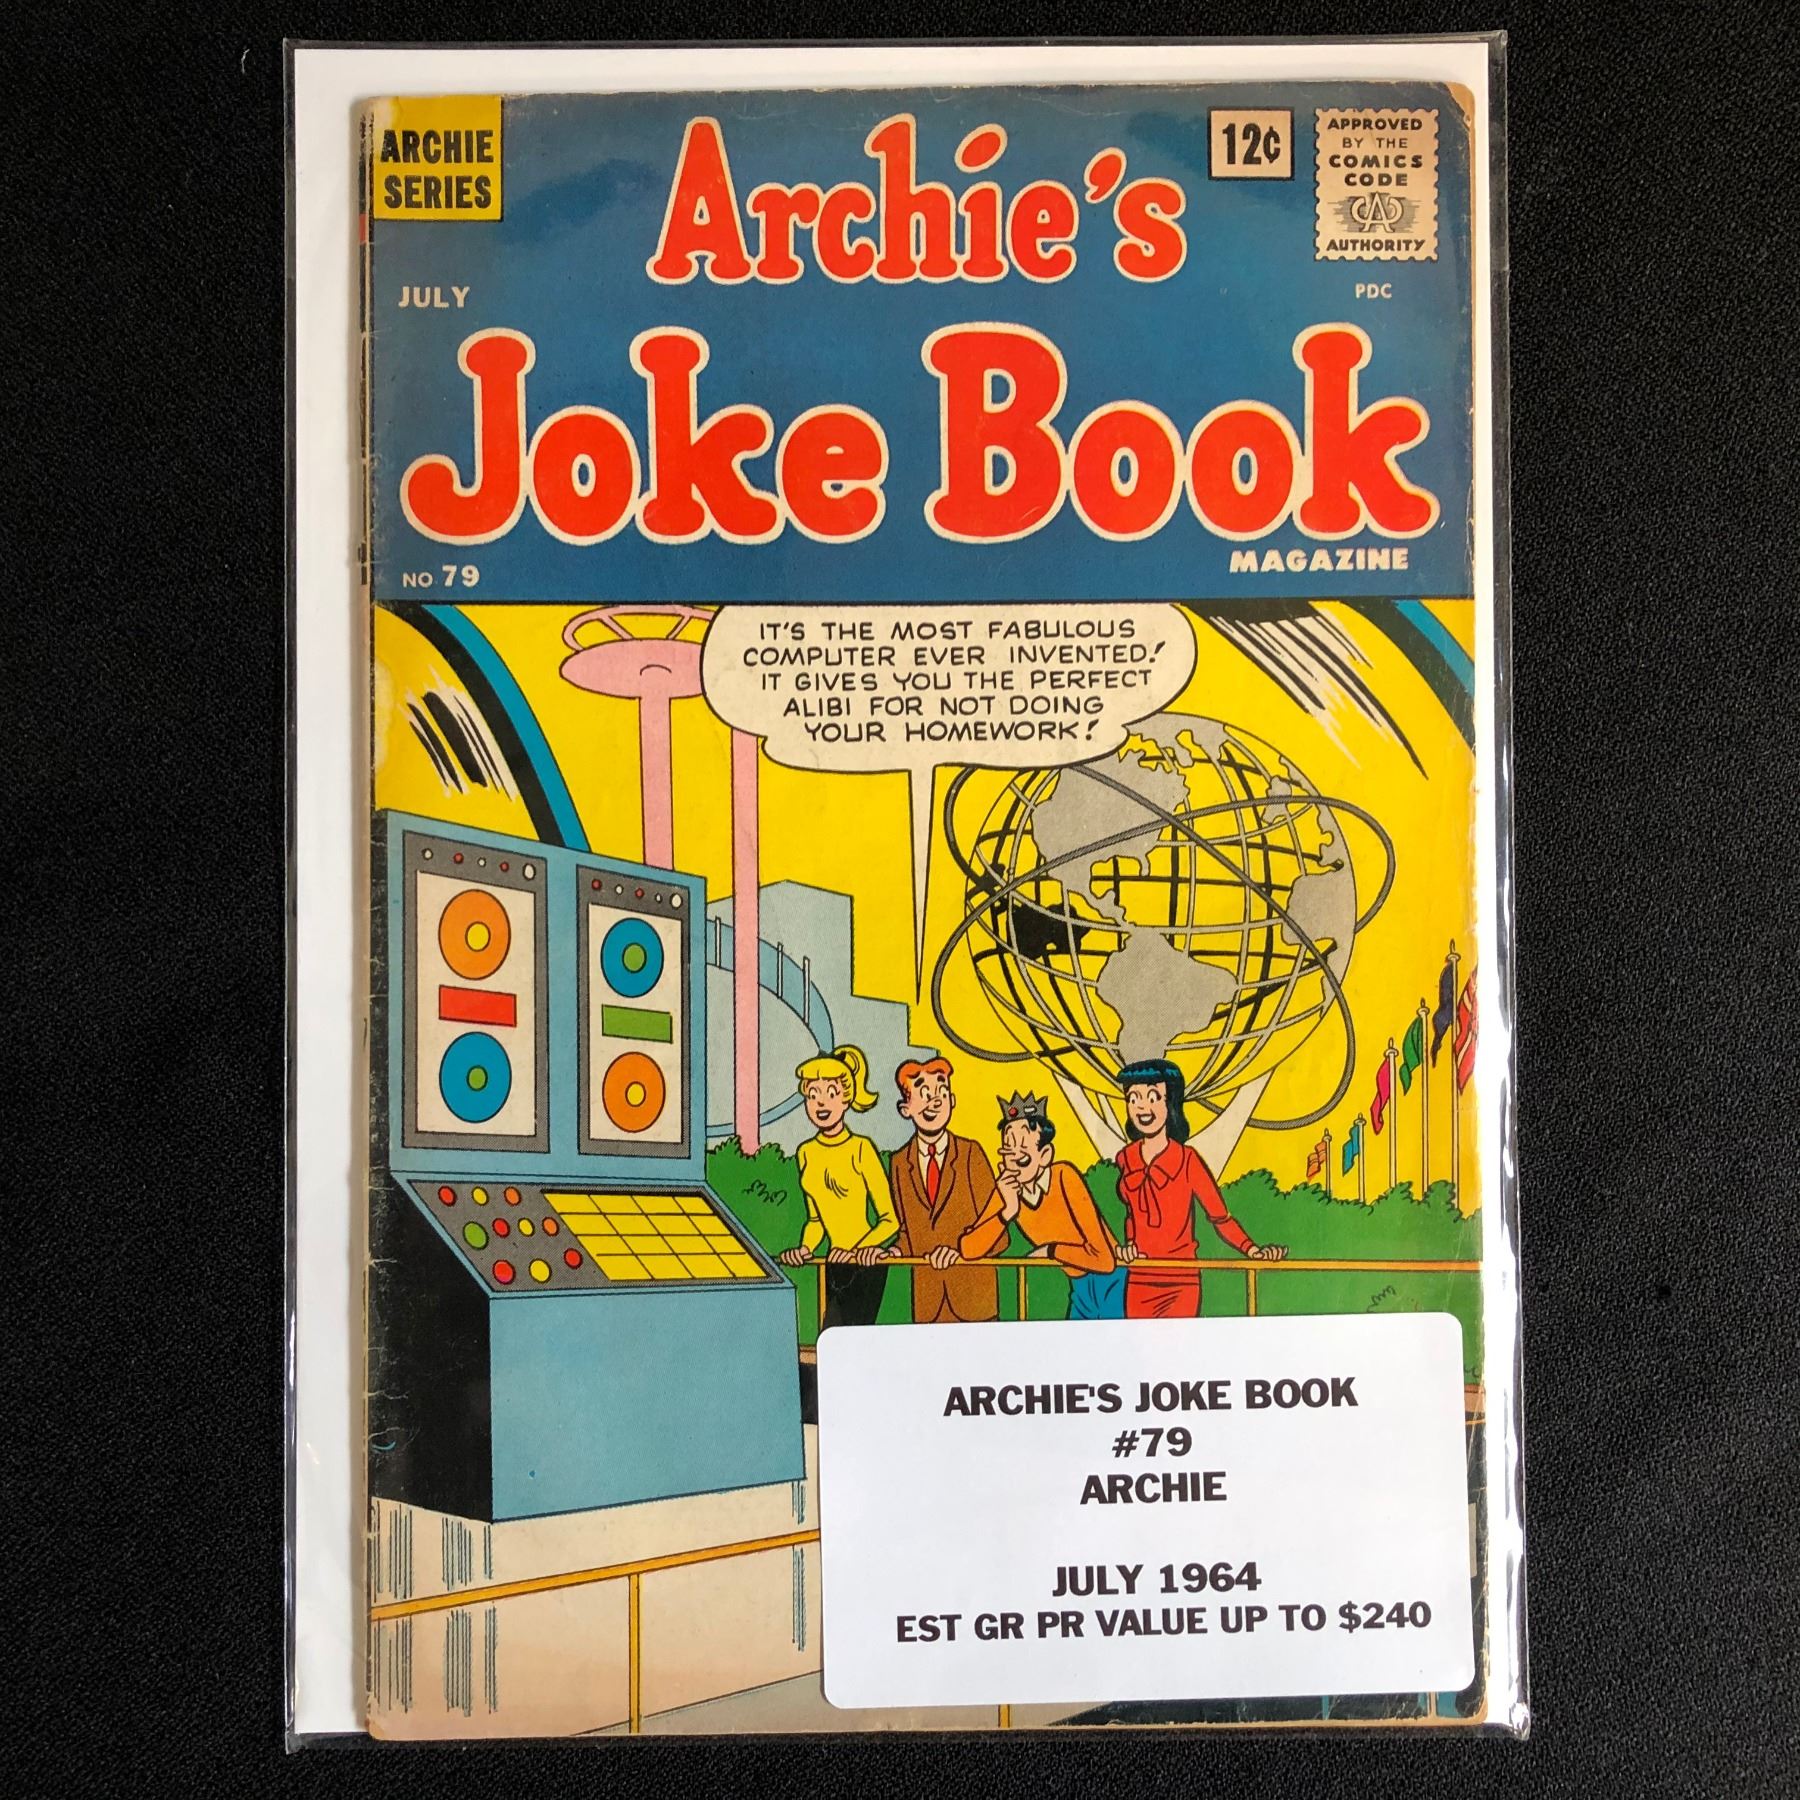 ARCHIE
SERIES
Archie's
12¢
APPROVED
BY THE
COMICS
CODE
AUTHORITY
JULY
PDC
Joke Book
MAGAZINE
NO. 79
IT'S THE MOST FABULOUS
COMPUTER EVER INVENTED!
IT GIVES YOU THE PERFECT
ALIBI FOR NOT DOING
YOUR HOMEWORK!
ARCHIE'S JOKE BOOK
#79
ARCHIE
JULY 1964
EST GR PR VALUE UP TO $240